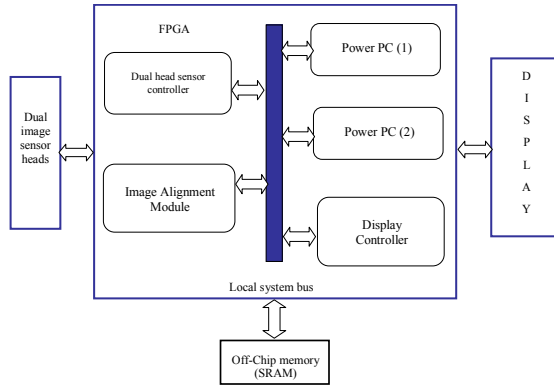 FPGA
Dual
image
sensor
heads
Dual head sensor
controller
Image Alignment
Module
Power PC (1)
Power PC (2)
Display
Controller
Local system bus
D
I
S
P
L
A
Y
Off-Chip memory
(SRAM)